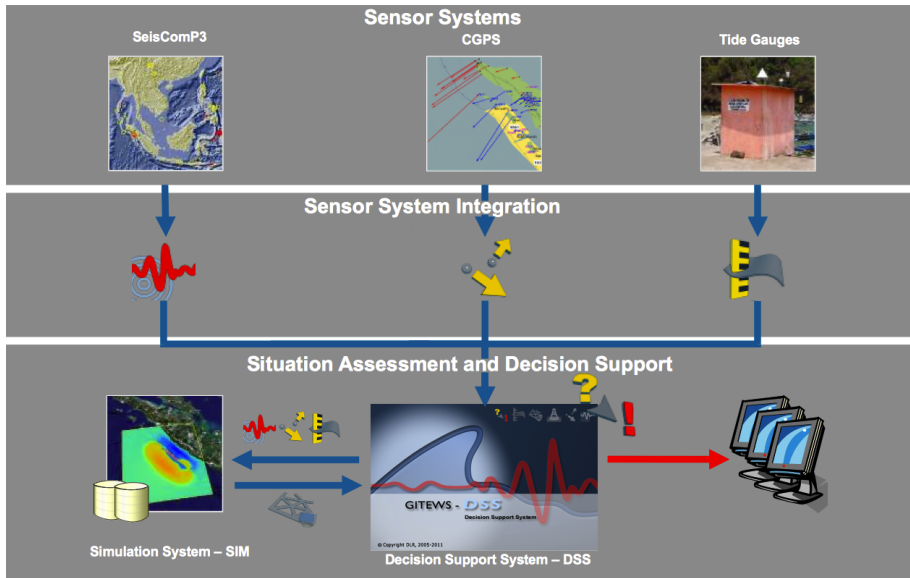 Sensor Systems
SeisComP3
CGPS
Tide Gauges
Sensor System Integration
Situation Assessment and Decision Support
?
!
GITEWS - DSS
Decision Support System
© Copyright DLR, 2005-2011
Simulation System – SIM
Decision Support System – DSS